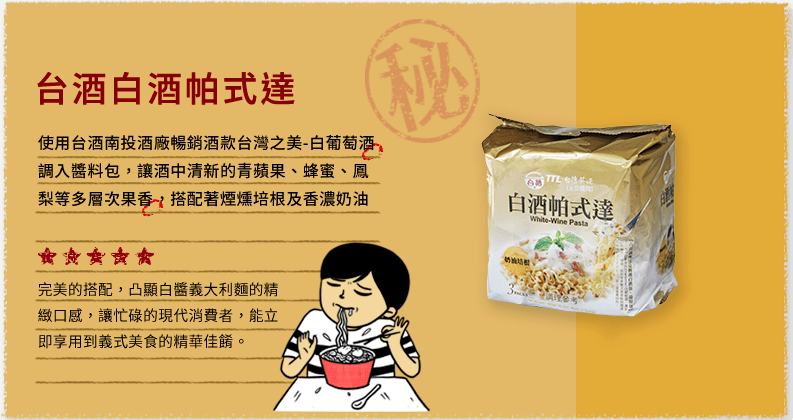 秘
台酒白酒帕式達
使用台酒南投酒廠暢銷酒款台灣之美-白葡萄酒
調入醬料包，讓酒中清新的青蘋果、蜂蜜、鳳
梨等多層次果香，搭配著煙燻培根及香濃奶油
完美的搭配，凸顯白醬義大利麵的精
緻口感，讓忙碌的現代消費者，能立
即享用到義式美食的精華佳餚。
台酒
TTL
白酒帕式達
White-Wine Pasta
奶油培根